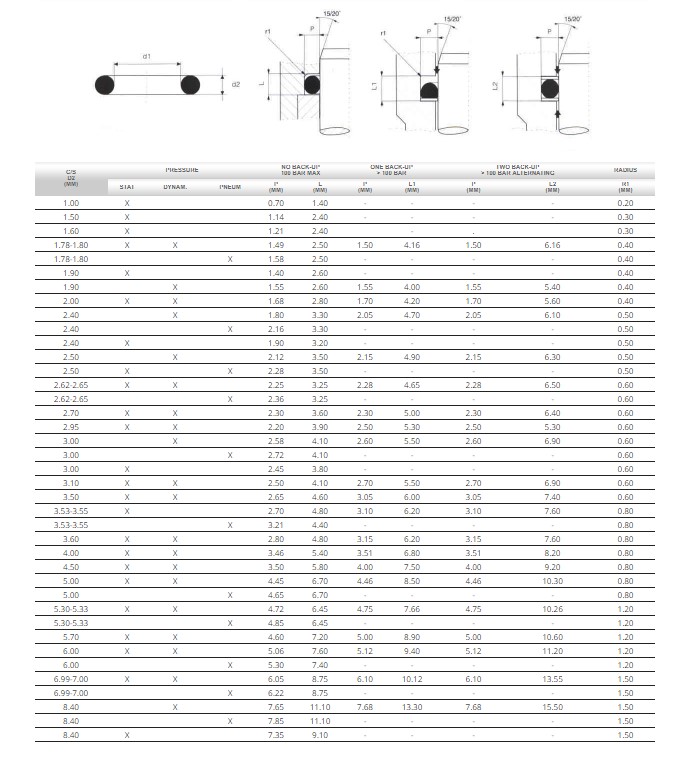 15/20°
r1
P
L
d1
d2
15/20°
r1
P
L1
15/20°
P
L2
C/S
D2
(MM)
PRESSURE
NO BACK-UP
100 BAR MAX
ONE BACK-UP
> 100 BAR
TWO BACK-UP
> 100 BAR ALTERNATING
RADIUS
STAT DYNAM. PNEUM P (MM) L (MM) P (MM) L1 (MM) P (MM) L2 (MM) R1 (MM)
1.00 X 0.70 1.40 - - - - 0.20
1.50 X 1.14 2.40 - - - - 0.30
1.60 X 1.21 2.40 - - . - 0.30
1.78-1.80 X X 1.49 2.50 1.50 4.16 1.50 6.16 0.40
1.78-1.80 X 1.58 2.50 - - - - 0.40
1.90 X 1.40 2.60 - - - - 0.40
1.90 X 1.55 2.60 1.55 4.00 1.55 5.40 0.40
2.00 X X 1.68 2.80 1.70 4.20 1.70 5.60 0.40
2.40 X 1.80 3.30 2.05 4.70 2.05 6.10 0.50
2.40 X 2.16 3.30 - - - - 0.50
2.40 X 1.90 3.20 - - - - 0.50
2.50 X 2.12 3.50 2.15 4.90 2.15 6.30 0.50
2.50 X X 2.28 3.50 - - - - 0.50
2.62-2.65 X X 2.25 3.25 2.28 4.65 2.28 6.50 0.60
2.62-2.65 X 2.36 3.25 - - - - 0.60
2.70 X X 2.30 3.60 2.30 5.00 2.30 6.40 0.60
2.95 X X 2.20 3.90 2.50 5.30 2.50 5.30 0.60
3.00 X 2.58 4.10 2.60 5.50 2.60 6.90 0.60
3.00 X 2.72 4.10 - - - - 0.60
3.00 X 2.45 3.80 - - - - 0.60
3.10 X X 2.50 4.10 2.70 5.50 2.70 6.90 0.60
3.50 X X 2.65 4.60 3.05 6.00 3.05 7.40 0.60
3.53-3.55 X 2.70 4.80 3.10 6.20 3.10 7.60 0.80
3.53-3.55 X 3.21 4.40 - - - - 0.80
3.60 X X 2.80 4.80 3.15 6.20 3.15 7.60 0.80
4.00 X X 3.46 5.40 3.51 6.80 3.51 8.20 0.80
4.50 X X 3.50 5.80 4.00 7.50 4.00 9.20 0.80
5.00 X X 4.45 6.70 4.46 8.50 4.46 10.30 0.80
5.00 X 4.65 6.70 - - - - 0.80
5.30-5.33 X X 4.72 6.45 4.75 7.66 4.75 10.26 1.20
5.30-5.33 X 4.85 6.45 - - - - 1.20
5.70 X X 4.60 7.20 5.00 8.90 5.00 10.60 1.20
6.00 X X 5.06 7.60 5.12 9.40 5.12 11.20 1.20
6.00 X 5.30 7.40 - - - - 1.20
6.99-7.00 X X 6.05 8.75 6.10 10.12 6.10 13.55 1.50
6.99-7.00 X 6.22 8.75 - - - - 1.50
8.40 X 7.65 11.10 7.68 13.30 7.68 15.50 1.50
8.40 X 7.85 11.10 - - - - 1.50
8.40 X 7.35 9.10 - - - - 1.50